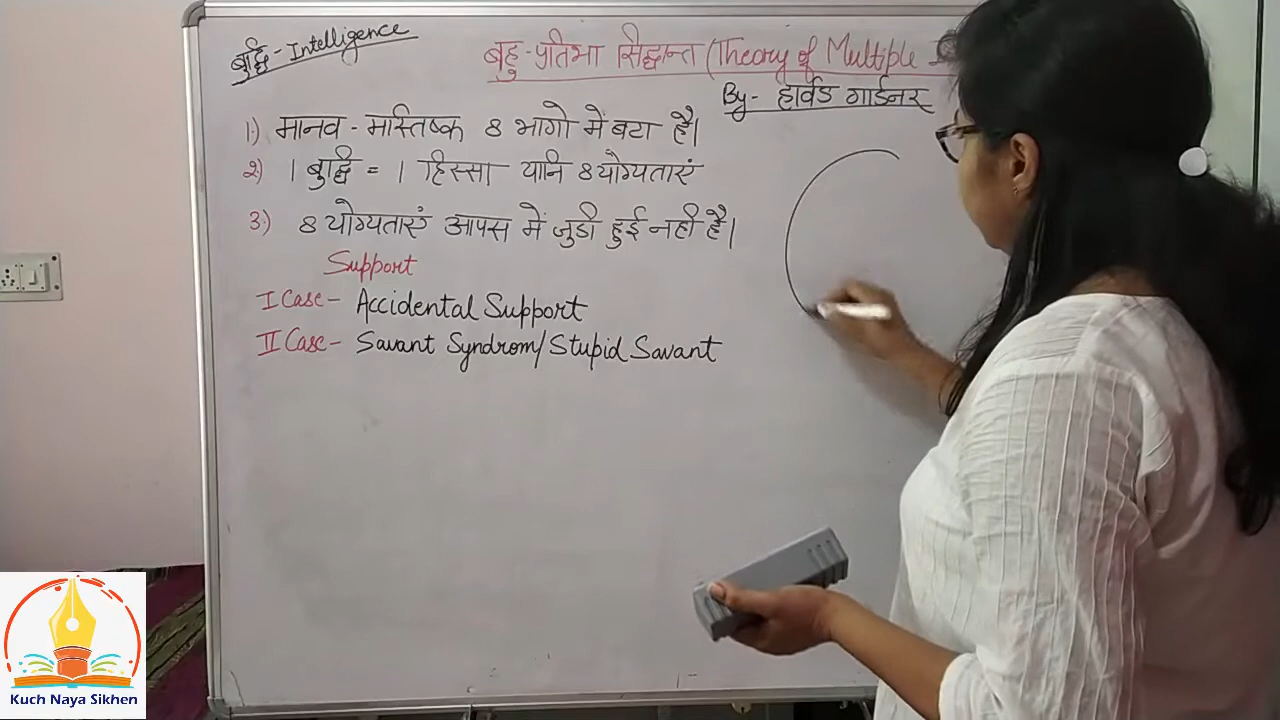 बुद्धि - Intelligence
बहु-प्रतिभा सिद्धान्त (Theory of Multiple
By- हार्वर्ड गार्डनर
1) मानव - मस्तिष्क 8 भागो में बटा है।
2) 1 बुद्धि = 1 हिस्सा यानि 8 योग्यताएं
3) 8 योग्यताएं आपस में जुडी हुई नही है।
Support
I Case - Accidental Support
II Case - Savant Syndrom/Stupid Savant
Kuch Naya Sikhen